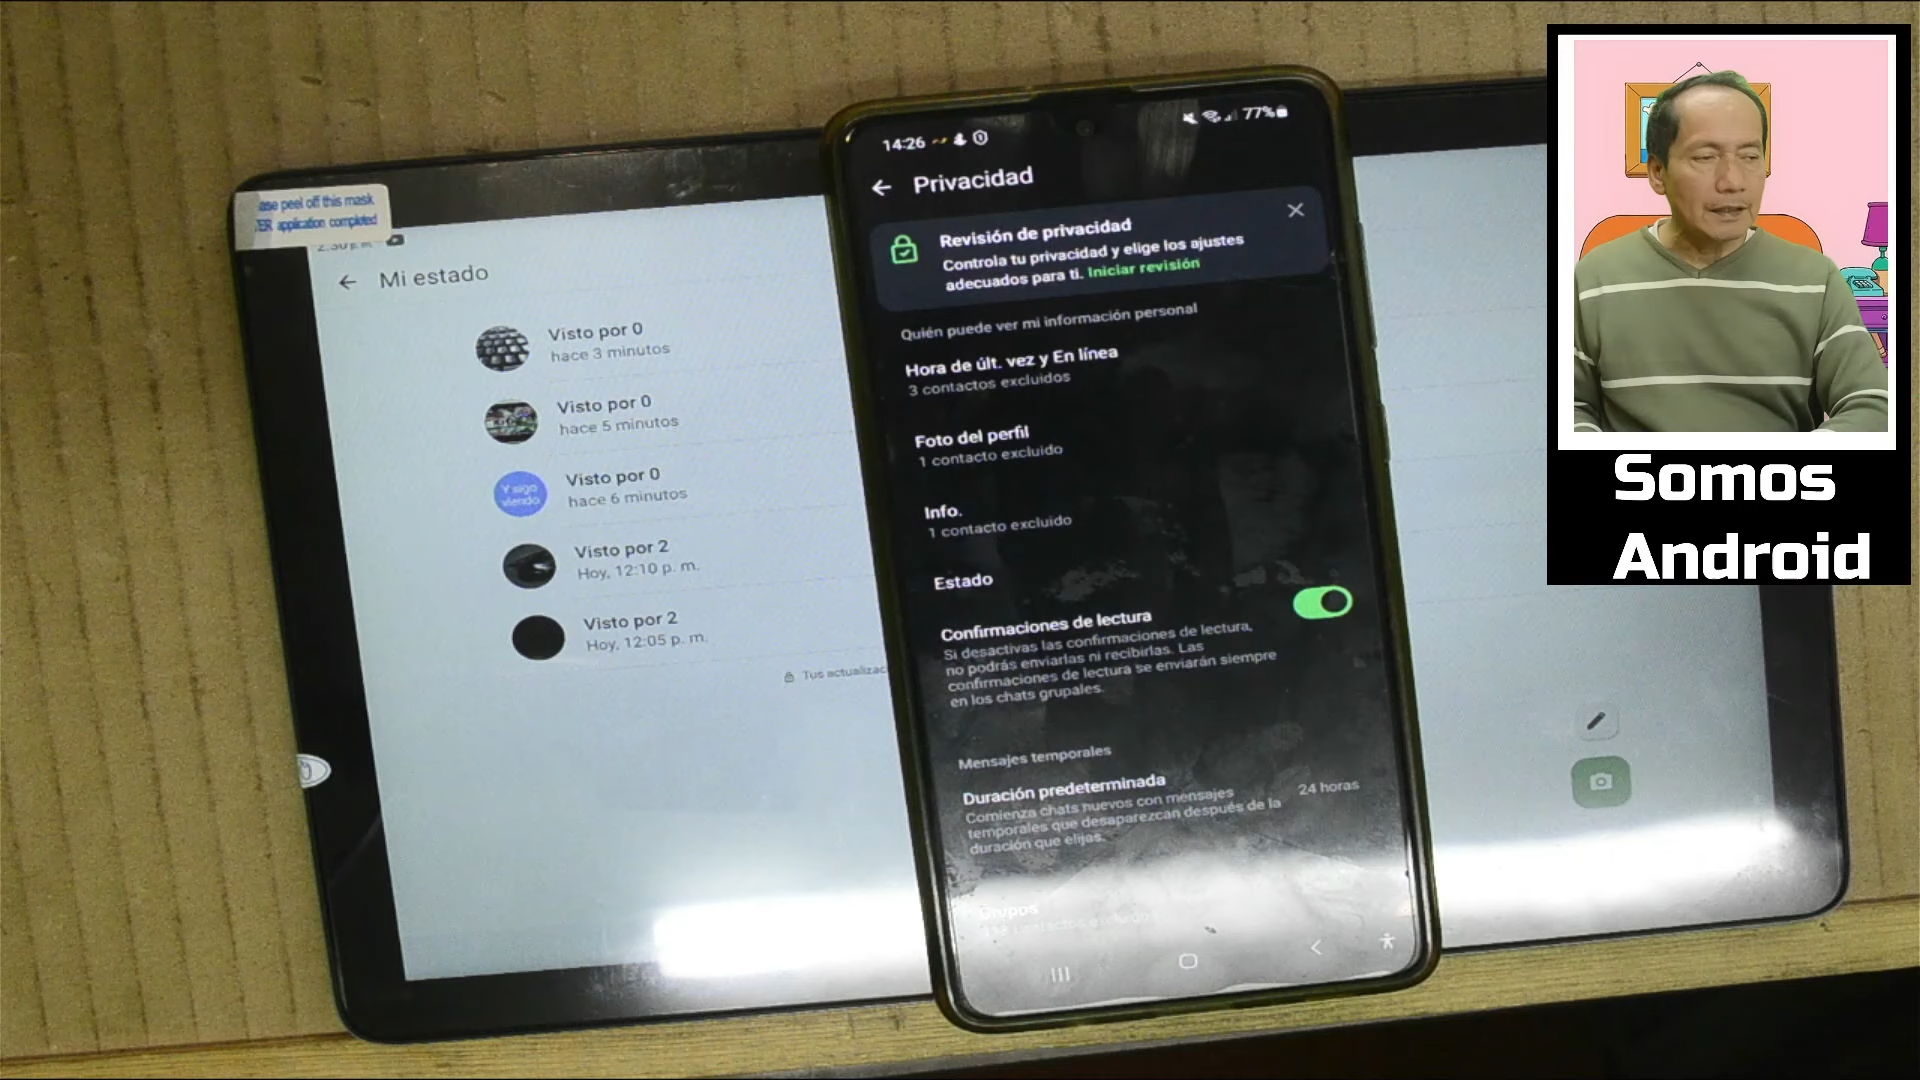 ase peel off this mask
ER application completed
Mi estado
Visto por 0
hace 3 minutos
Visto por 0
hace 5 minutos
Y sigo
viendo
Visto por 0
hace 6 minutos
Visto por 2
Hoy, 12:10 p. m.
Visto por 2
Hoy, 12:05 p. m.
Tus actualizac
14:26
77%
Privacidad
Revisión de privacidad
Controla tu privacidad y elige los ajustes
adecuados para ti. Iniciar revisión
Quién puede ver mi información personal
Hora de últ. vez y En línea
3 contactos excluidos
Foto del perfil
1 contacto excluido
Info.
1 contacto excluido
Estado
Confirmaciones de lectura
Si desactivas las confirmaciones de lectura,
no podrás enviarlas ni recibirlas. Las
confirmaciones de lectura se enviarán siempre
en los chats grupales.
Mensajes temporales
Duración predeterminada
24 horas
Comienza chats nuevos con mensajes
temporales que desaparezcan después de la
duración que elijas.
Grupos
contactos excluidos
Somos
Android